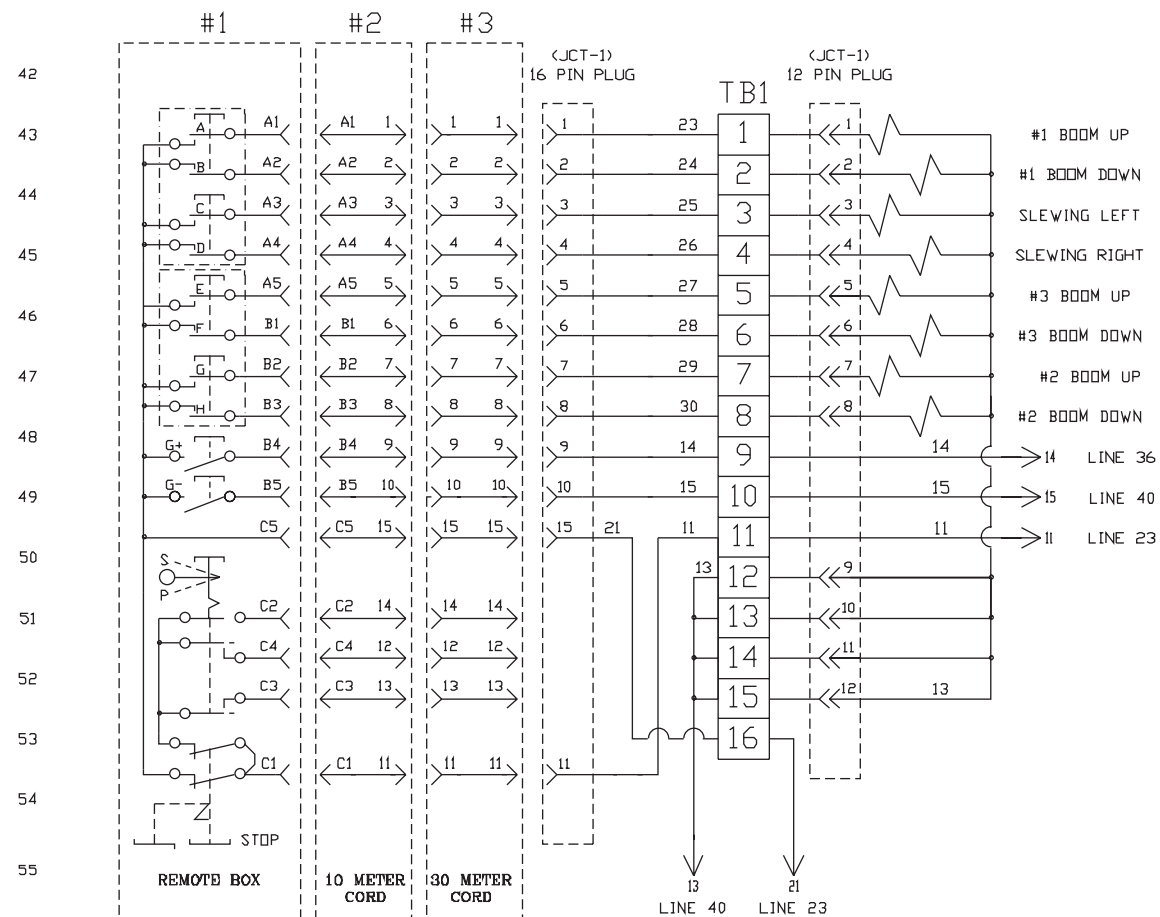 #1 #2 #3
(JCT-1) (JCT-1)
42 16 PIN PLUG 12 PIN PLUG
TB1
43 A A1 A1 1 1 1 1 23 1 1 #1 BOOM UP
B A2 A2 2 2 2 2 24 2 2 #1 BOOM DOWN
44 C A3 A3 3 3 3 3 25 3 3 SLEWING LEFT
45 D A4 A4 4 4 4 4 26 4 4 SLEWING RIGHT
E A5 A5 5 5 5 5 27 5 5 #3 BOOM UP
46 F B1 B1 6 6 6 6 28 6 6 #3 BOOM DOWN
47 G B2 B2 7 7 7 7 29 7 7 #2 BOOM UP
H B3 B3 8 8 8 8 30 8 8 #2 BOOM DOWN
48 G+ B4 B4 9 9 9 9 14 9 14 14 LINE 36
49 G- B5 B5 10 10 10 10 15 10 15 15 LINE 40
C5 C5 15 15 15 15 21 11 11 11 11 LINE 23
50 S 13 12 9
P
51 C2 C2 14 14 14 13 10
C4 C4 12 12 12 14 11
52 C3 C3 13 13 13 15 12 13
53 16
C1 C1 11 11 11 11
54
STOP
55 REMOTE BOX 10 METER CORD 30 METER CORD 13 21
LINE 40 LINE 23